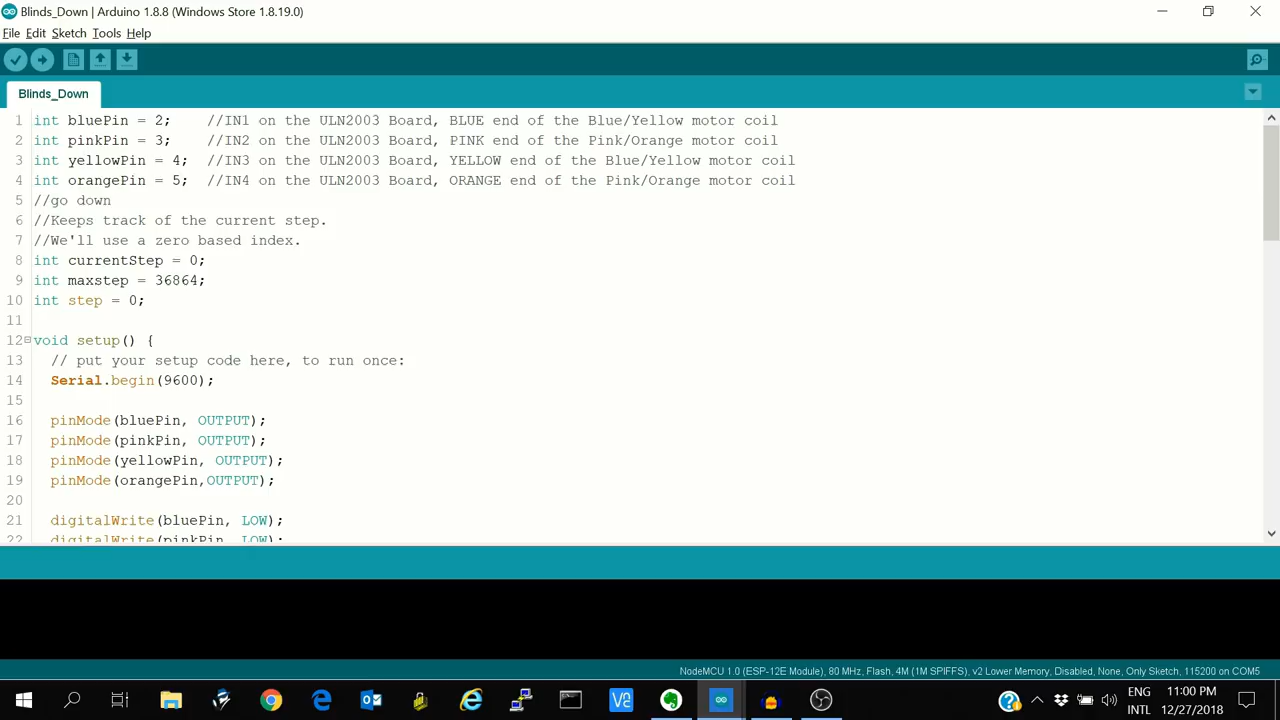 Blinds_Down | Arduino 1.8.8 (Windows Store 1.8.19.0)
File Edit Sketch Tools Help
Blinds_Down
1 int bluePin = 2; //IN1 on the ULN2003 Board, BLUE end of the Blue/Yellow motor coil
2 int pinkPin = 3; //IN2 on the ULN2003 Board, PINK end of the Pink/Orange motor coil
3 int yellowPin = 4; //IN3 on the ULN2003 Board, YELLOW end of the Blue/Yellow motor coil
4 int orangePin = 5; //IN4 on the ULN2003 Board, ORANGE end of the Pink/Orange motor coil
5 //go down
6 //Keeps track of the current step.
7 //We'll use a zero based index.
8 int currentStep = 0;
9 int maxstep = 36864;
10 int step = 0;
11
12 void setup() {
13 // put your setup code here, to run once:
14 Serial.begin(9600);
15
16 pinMode(bluePin, OUTPUT);
17 pinMode(pinkPin, OUTPUT);
18 pinMode(yellowPin, OUTPUT);
19 pinMode(orangePin,OUTPUT);
20
21 digitalWrite(bluePin, LOW);
22 digitalWrite(pinkPin, LOW);
NodeMCU 1.0 (ESP-12E Module), 80 MHz, Flash, 4M (1M SPIFFS), v2 Lower Memory, Disabled, None, Only Sketch, 115200 on COM5
ENG 11:00 PM
INTL 12/27/2018